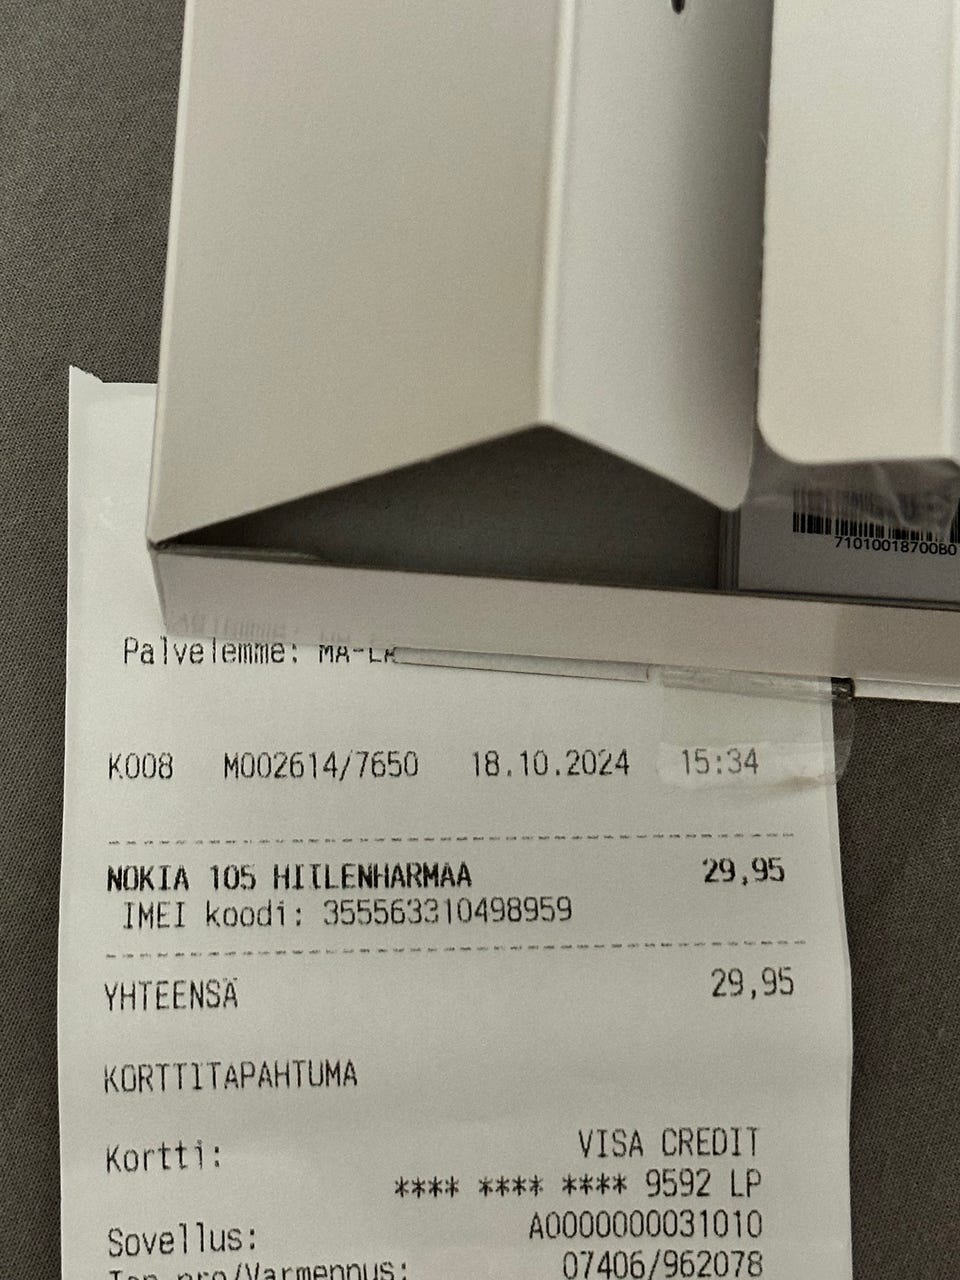 71010018700B0
Palvelemme: MA-LA
K008 M002614/7650 18.10.2024 15:34
NOKIA 105 HIILENHARMAA 29,95
IMEI koodi: 355563310498959
YHTEENSÄ 29,95
KORTTITAPAHTUMA
Kortti: VISA CREDIT
**** **** **** 9592 LP
Sovellus: A0000000031010
07406/962078